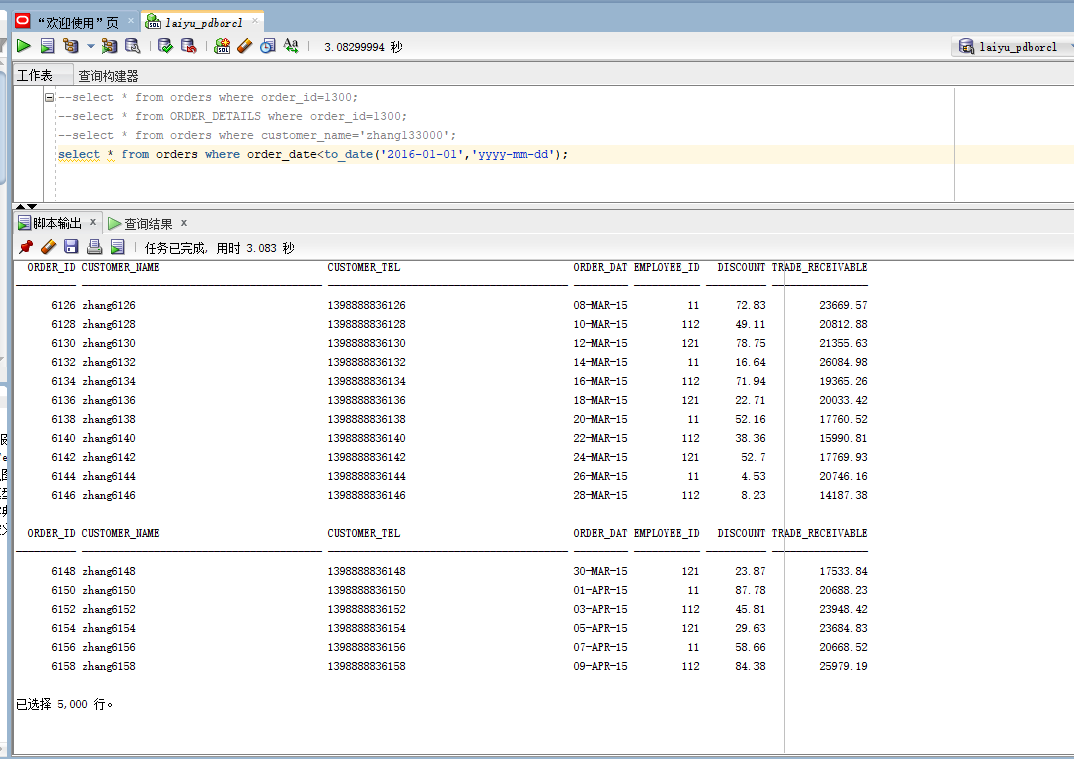 “欢迎使用”页 laiyu_pdborcl
3.08299994 秒 laiyu_pdborcl
工作表 查询构建器
--select * from orders where order_id=1300;
--select * from ORDER_DETAILS where order_id=1300;
--select * from orders where customer_name='zhang133000';
select * from orders where order_date<to_date('2016-01-01','yyyy-mm-dd');
脚本输出 x 查询结果 x
任务已完成, 用时 3.083 秒
ORDER_ID CUSTOMER_NAME CUSTOMER_TEL ORDER_DAT EMPLOYEE_ID DISCOUNT TRADE_RECEIVABLE
6126 zhang6126 1398888836126 08-MAR-15 11 72.83 23669.57
6128 zhang6128 1398888836128 10-MAR-15 112 49.11 20812.88
6130 zhang6130 1398888836130 12-MAR-15 121 78.75 21355.63
6132 zhang6132 1398888836132 14-MAR-15 11 16.64 26084.98
6134 zhang6134 1398888836134 16-MAR-15 112 71.94 19365.26
6136 zhang6136 1398888836136 18-MAR-15 121 22.71 20033.42
6138 zhang6138 1398888836138 20-MAR-15 11 52.16 17760.52
6140 zhang6140 1398888836140 22-MAR-15 112 38.36 15990.81
6142 zhang6142 1398888836142 24-MAR-15 121 52.7 17769.93
6144 zhang6144 1398888836144 26-MAR-15 11 4.53 20746.16
6146 zhang6146 1398888836146 28-MAR-15 112 8.23 14187.38
ORDER_ID CUSTOMER_NAME CUSTOMER_TEL ORDER_DAT EMPLOYEE_ID DISCOUNT TRADE_RECEIVABLE
6148 zhang6148 1398888836148 30-MAR-15 121 23.87 17533.84
6150 zhang6150 1398888836150 01-APR-15 11 87.78 20688.23
6152 zhang6152 1398888836152 03-APR-15 112 45.81 23948.42
6154 zhang6154 1398888836154 05-APR-15 121 29.63 23684.83
6156 zhang6156 1398888836156 07-APR-15 11 58.66 20668.52
6158 zhang6158 1398888836158 09-APR-15 112 84.38 25979.19
已选择 5,000 行。